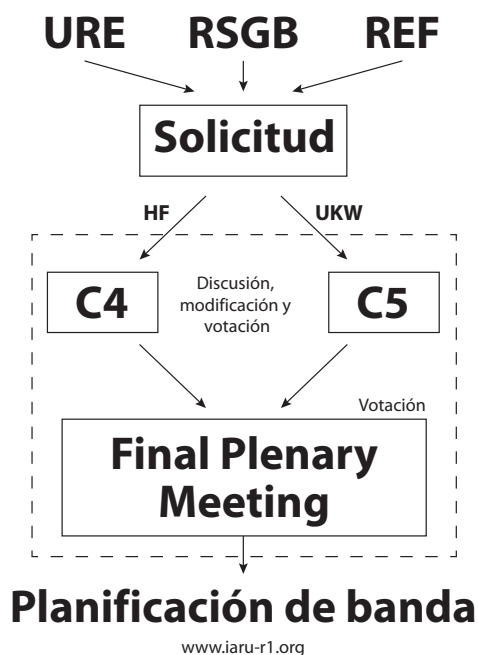 URE RSGB REF
Solicitud
HF UKW
C4
Discusión,
modificación y
votación
C5
Votación
Final Plenary
Meeting
Planificación de banda
www.iaru-r1.org